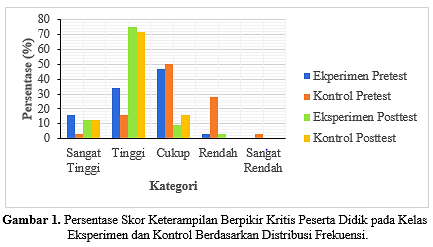 80
70
60
50
40
30
20
10
0
Persentase (%)
Sangat Tinggi
Tinggi
Cukup
Rendah
Sangat Rendah
Kategori
Ekperimen Pretest
Kontrol Pretest
Eksperimen Posttest
Kontrol Posttest
Gambar 1. Persentase Skor Keterampilan Berpikir Kritis Peserta Didik pada Kelas
Eksperimen dan Kontrol Berdasarkan Distribusi Frekuensi.